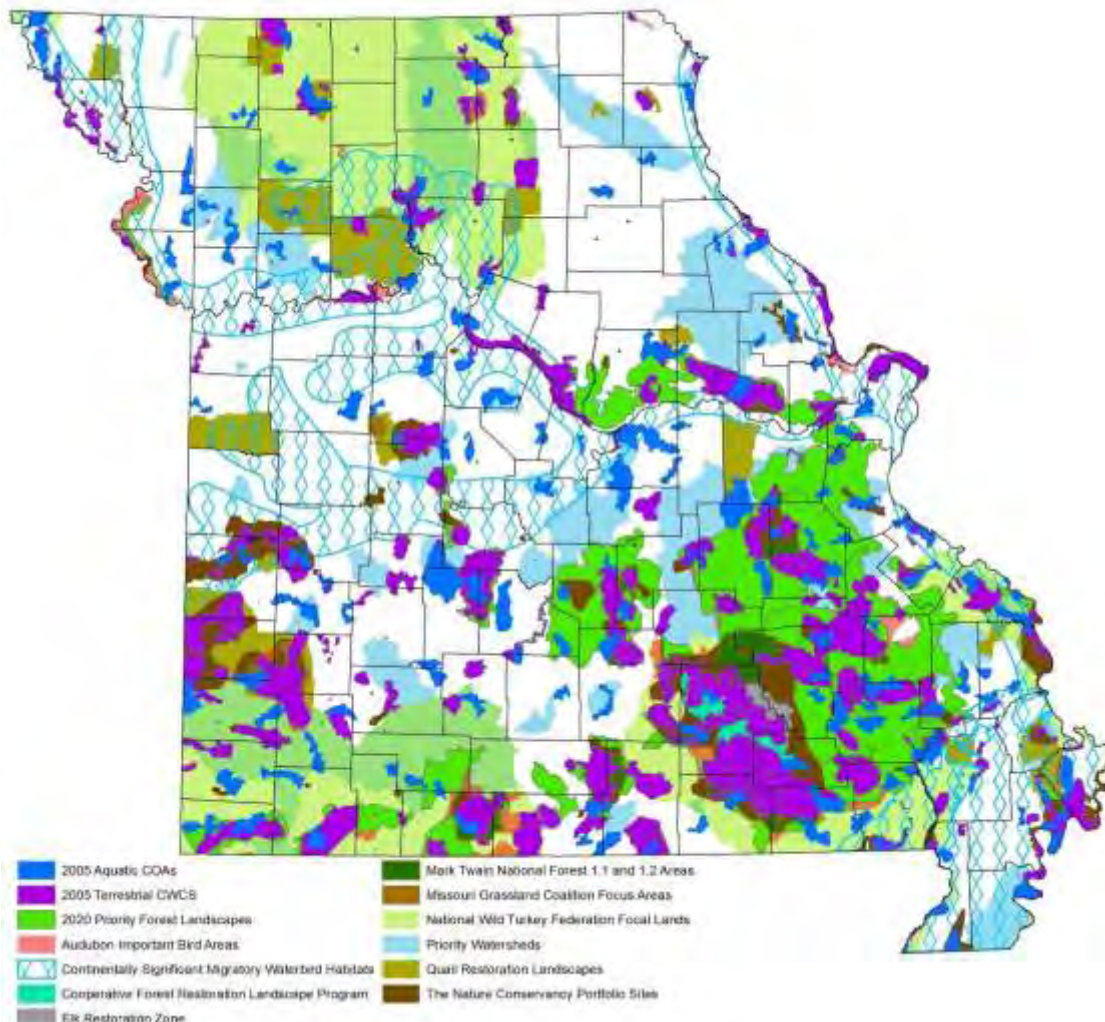 2005 Aquatic COAs
2005 Terrestrial CWCS
2020 Priority Forest Landscapes
Audubon Important Bird Areas
Continentally Significant Migratory Waterbird Habitats
Cooperative Forest Restoration Landscape Program
Elk Restoration Zone
Mark Twain National Forest 1.1 and 1.2 Areas
Missouri Grassland Coalition Focus Areas
National Wild Turkey Federation Focal Lands
Priority Watersheds
Quail Restoration Landscapes
The Nature Conservancy Portfolio Sites